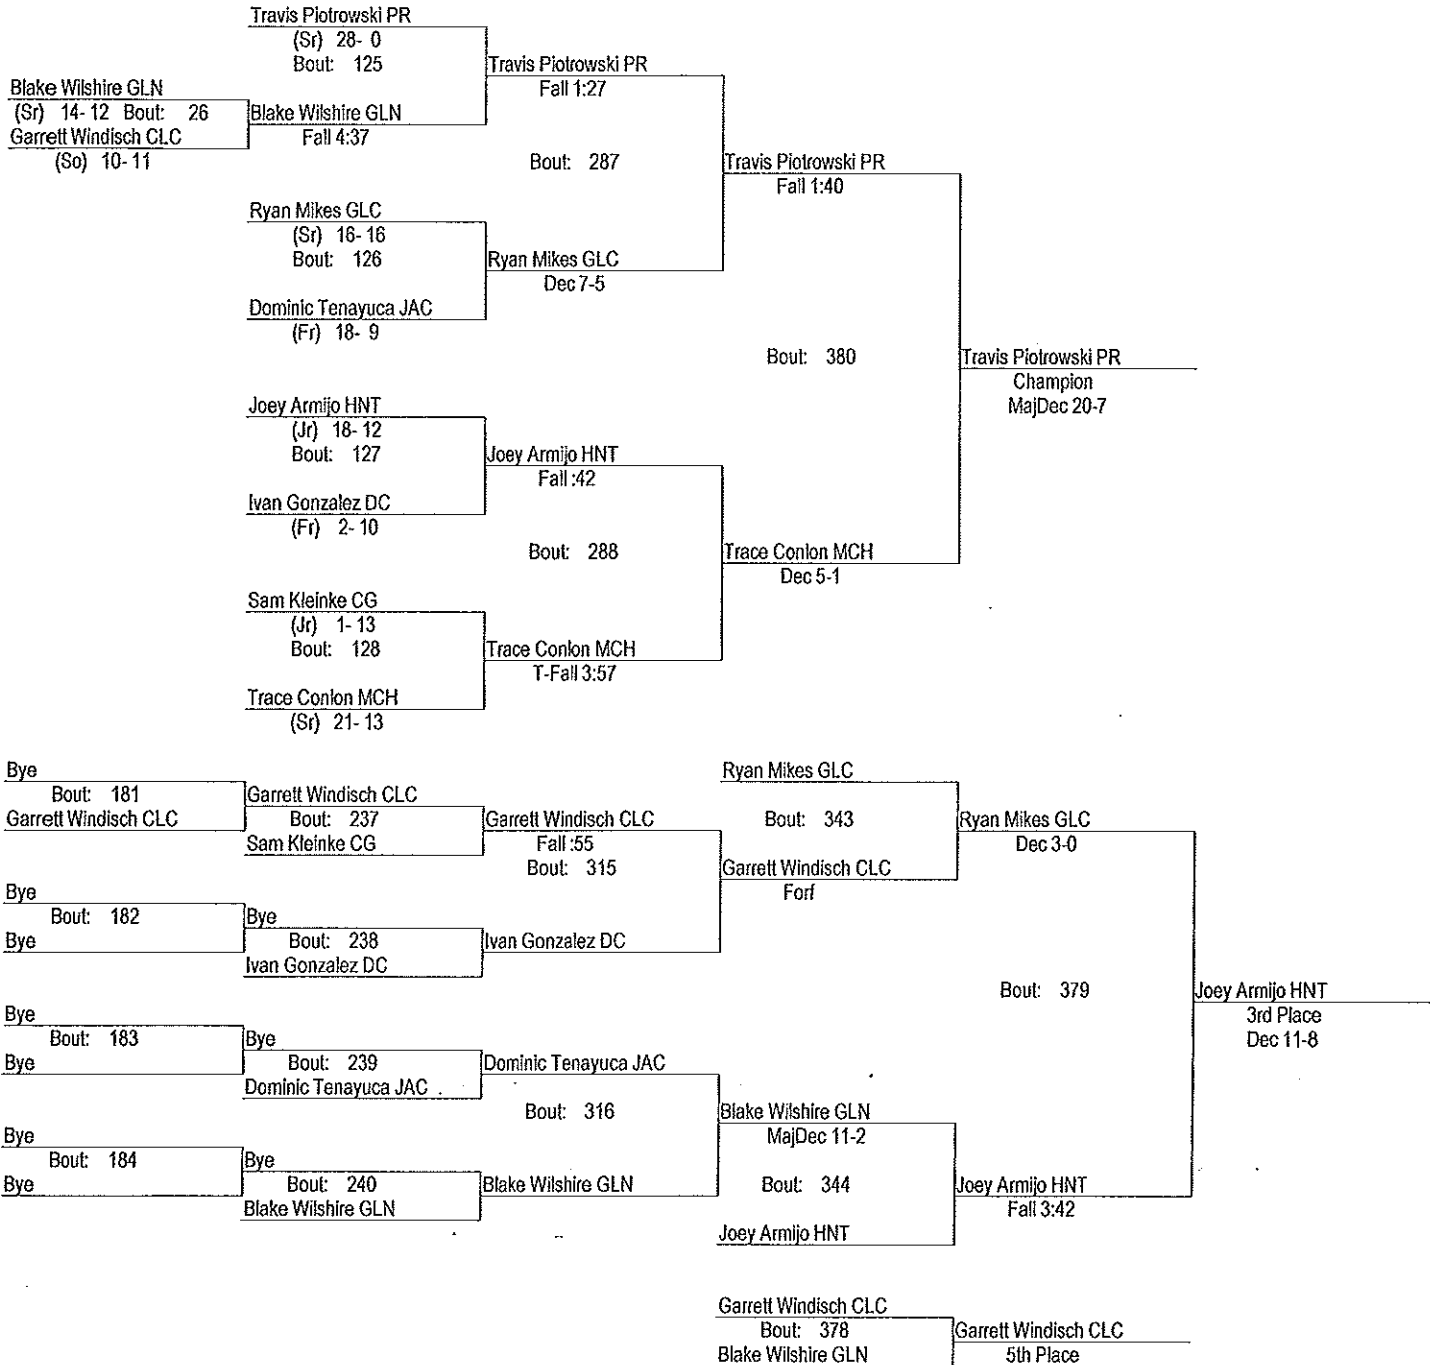 Travis Piotrowski PR
(Sr) 28- 0
Bout: 125
Travis Piotrowski PR
Fall 1:27
Blake Wilshire GLN
(Sr) 14- 12 Bout: 26
Blake Wilshire GLN
Fall 4:37
Garrett Windisch CLC
(So) 10- 11
Bout: 287
Travis Piotrowski PR
Fall 1:40
Ryan Mikes GLC
(Sr) 16- 16
Bout: 126
Ryan Mikes GLC
Dec 7-5
Dominic Tenayuca JAC
(Fr) 18- 9
Bout: 380
Travis Piotrowski PR
Champion
MajDec 20-7
Joey Armijo HNT
(Jr) 18- 12
Bout: 127
Joey Armijo HNT
Fall :42
Ivan Gonzalez DC
(Fr) 2- 10
Bout: 288
Trace Conlon MCH
Dec 5-1
Sam Kleinke CG
(Jr) 1- 13
Bout: 128
Trace Conlon MCH
T-Fall 3:57
Trace Conlon MCH
(Sr) 21- 13
Bye
Bout: 181
Garrett Windisch CLC
Garrett Windisch CLC
Bout: 237
Sam Kleinke CG
Garrett Windisch CLC
Fall :55
Bout: 315
Ryan Mikes GLC
Bout: 343
Garrett Windisch CLC
Forf
Ryan Mikes GLC
Dec 3-0
Bye
Bout: 182
Bye
Bye
Bout: 238
Ivan Gonzalez DC
Ivan Gonzalez DC
Bout: 379
Joey Armijo HNT
3rd Place
Dec 11-8
Bye
Bout: 183
Bye
Bye
Bout: 239
Dominic Tenayuca JAC
Dominic Tenayuca JAC
Bout: 316
Blake Wilshire GLN
MajDec 11-2
Bout: 344
Joey Armijo HNT
Joey Armijo HNT
Fall 3:42
Bye
Bout: 184
Bye
Bye
Bout: 240
Blake Wilshire GLN
Blake Wilshire GLN
Garrett Windisch CLC
Bout: 378
Blake Wilshire GLN
Garrett Windisch CLC
5th Place